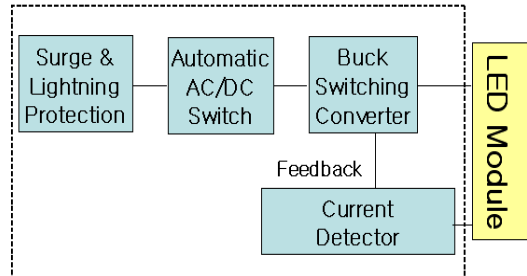 Surge &
Lightning
Protection
Automatic
AC/DC
Switch
Buck
Switching
Converter
LED Module
Feedback
Current
Detector